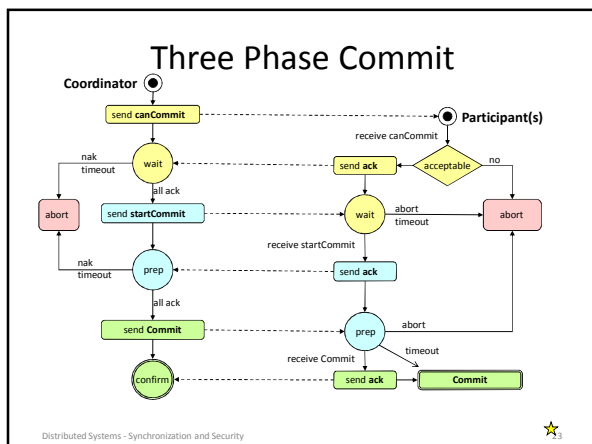 Three Phase Commit
Coordinator
send canCommit
Participant(s)
receive canCommit
nak
timeout
wait
send ack
acceptable
no
all ack
abort
send startCommit
wait
abort
timeout
abort
receive startCommit
nak
timeout
prep
send ack
all ack
send Commit
prep
abort
timeout
receive Commit
confirm
send ack
Commit
Distributed Systems - Synchronization and Security
23